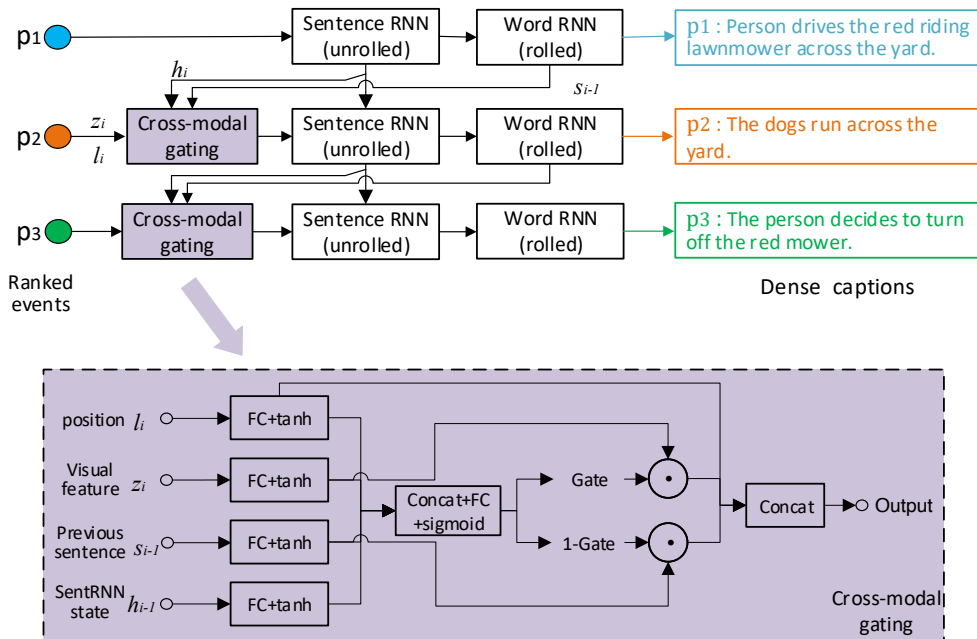 p1
Sentence RNN
(unrolled)
Word RNN
(rolled)
p1 : Person drives the red riding
lawnmower across the yard.
hi
si-1
p2
zi
li
Cross-modal
gating
Sentence RNN
(unrolled)
Word RNN
(rolled)
p2 : The dogs run across the
yard.
p3
Cross-modal
gating
Sentence RNN
(unrolled)
Word RNN
(rolled)
p3 : The person decides to turn
off the red mower.
Ranked
events
Dense captions
position li
FC+tanh
Visual
feature zi
FC+tanh
Previous
sentence si-1
FC+tanh
SentRNN
state hi-1
FC+tanh
Concat+FC
+sigmoid
Gate
1-Gate
Concat
Output
Cross-modal
gating